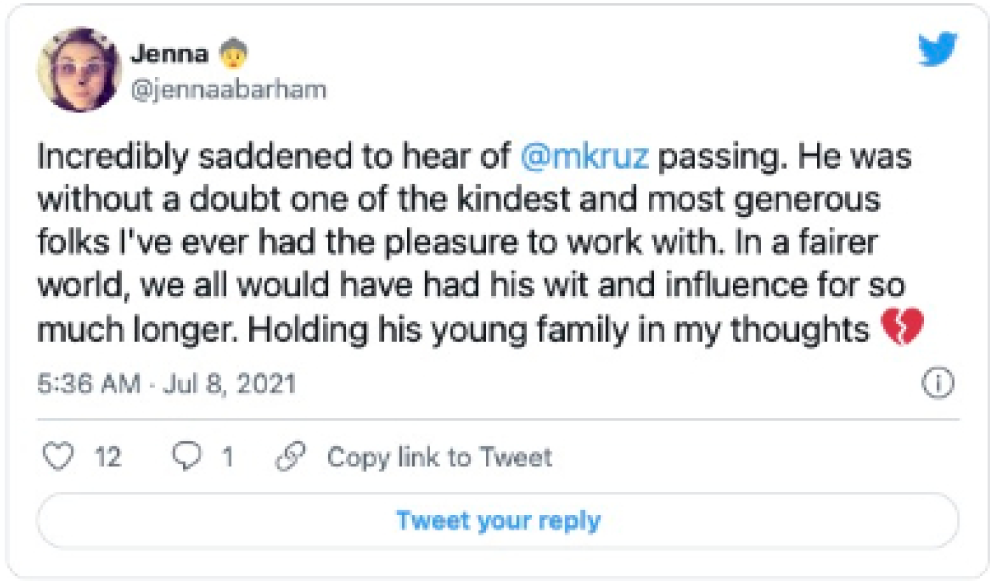 Jenna 👵
@jennaabarham
Incredibly saddened to hear of @mkruz passing. He was
without a doubt one of the kindest and most generous
folks I've ever had the pleasure to work with. In a fairer
world, we all would have had his wit and influence for so
much longer. Holding his young family in my thoughts 💔
5:36 AM · Jul 8, 2021
12 1 Copy link to Tweet
Tweet your reply